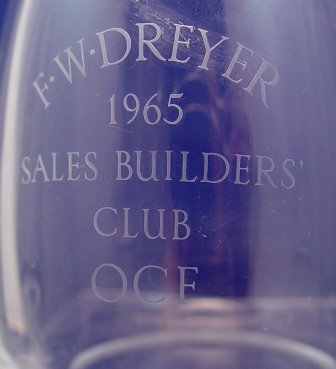 F·W·DREYER
1965
SALES BUILDERS'
CLUB
OCF